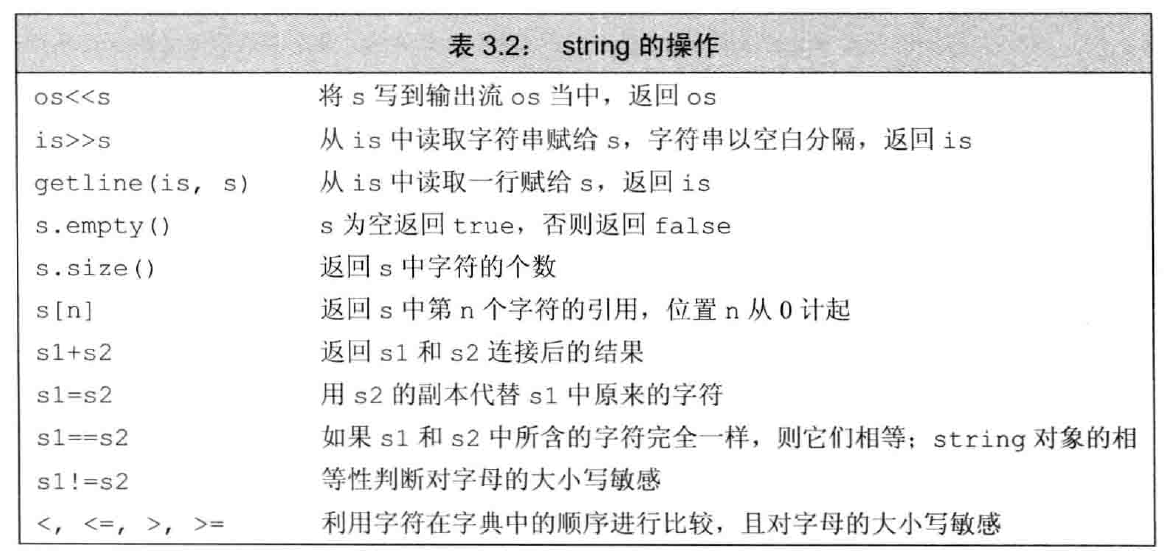 表 3.2： string 的操作
os<<s 将 s 写到输出流 os 当中，返回 os
is>>s 从 is 中读取字符串赋给 s，字符串以空白分隔，返回 is
getline(is, s) 从 is 中读取一行赋给 s，返回 is
s.empty() s 为空返回 true，否则返回 false
s.size() 返回 s 中字符的个数
s[n] 返回 s 中第 n 个字符的引用，位置 n 从 0 计起
s1+s2 返回 s1 和 s2 连接后的结果
s1=s2 用 s2 的副本代替 s1 中原来的字符
s1==s2 如果 s1 和 s2 中所含的字符完全一样，则它们相等；string 对象的相
s1!=s2 等性判断对字母的大小写敏感
<, <=, >, >= 利用字符在字典中的顺序进行比较，且对字母的大小写敏感